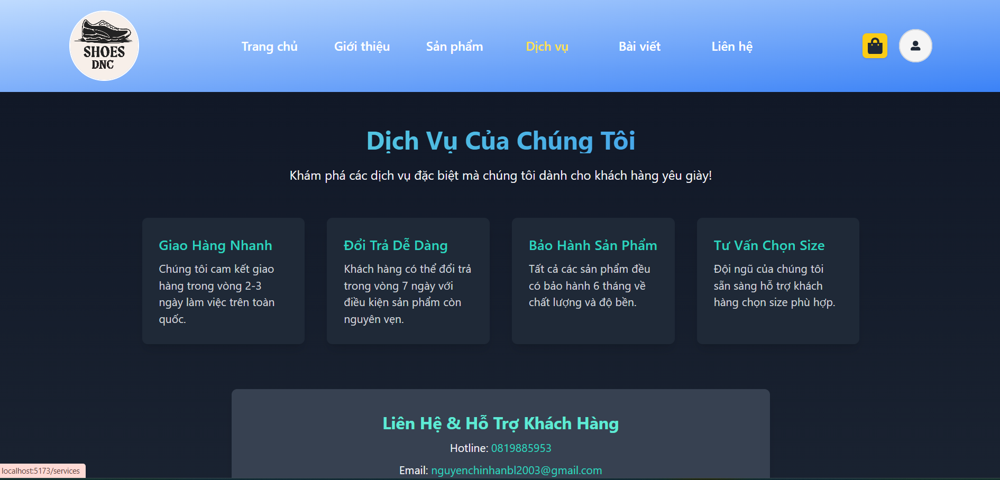 SHOES
DNC
Trang chủ
Giới thiệu
Sản phẩm
Dịch vụ
Bài viết
Liên hệ
Dịch Vụ Của Chúng Tôi
Khám phá các dịch vụ đặc biệt mà chúng tôi dành cho khách hàng yêu giày!
Giao Hàng Nhanh
Chúng tôi cam kết giao
hàng trong vòng 2-3
ngày làm việc trên toàn
quốc.
Đổi Trả Dễ Dàng
Khách hàng có thể đổi trả
trong vòng 7 ngày với
điều kiện sản phẩm còn
nguyên vẹn.
Bảo Hành Sản Phẩm
Tất cả các sản phẩm đều
có bảo hành 6 tháng về
chất lượng và độ bền.
Tư Vấn Chọn Size
Đội ngũ của chúng tôi
sẵn sàng hỗ trợ khách
hàng chọn size phù hợp.
Liên Hệ & Hỗ Trợ Khách Hàng
Hotline: 0819885953
Email: nguyenchinhanbl2003@gmail.com
localhost:5173/services